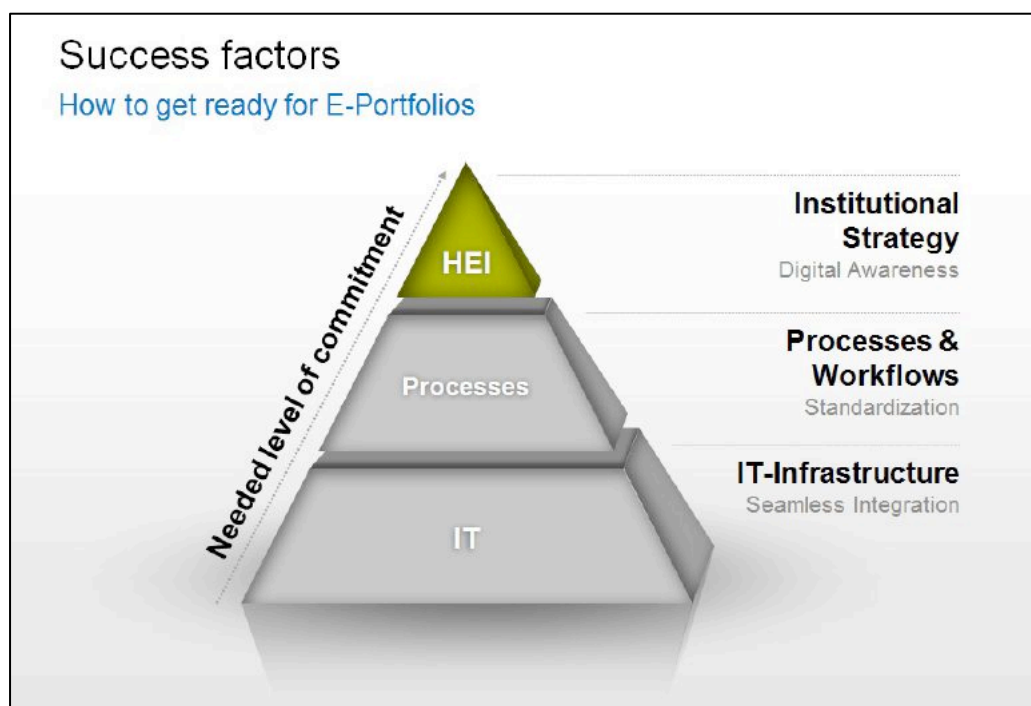 Success factors
How to get ready for E-Portfolios
Needed level of commitment
HEI
Institutional
Strategy
Digital Awareness
Processes
Processes &
Workflows
Standardization
IT
IT-Infrastructure
Seamless Integration